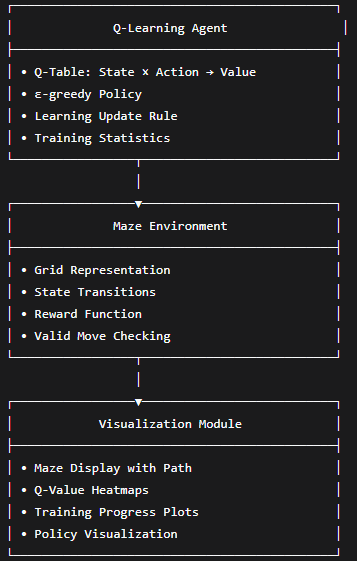 Q-Learning Agent
• Q-Table: State × Action → Value
• ε-greedy Policy
• Learning Update Rule
• Training Statistics
Maze Environment
• Grid Representation
• State Transitions
• Reward Function
• Valid Move Checking
Visualization Module
• Maze Display with Path
• Q-Value Heatmaps
• Training Progress Plots
• Policy Visualization